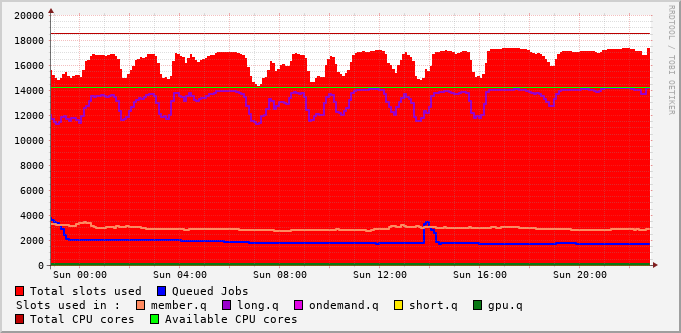 20000
18000
16000
14000
12000
10000
8000
6000
4000
2000
0
Sun 00:00 Sun 04:00 Sun 08:00 Sun 12:00 Sun 16:00 Sun 20:00
RRDTOOL / TOBI OETIKER
Total slots used Queued Jobs
Slots used in : member.q long.q ondemand.q short.q gpu.q
Total CPU cores Available CPU cores